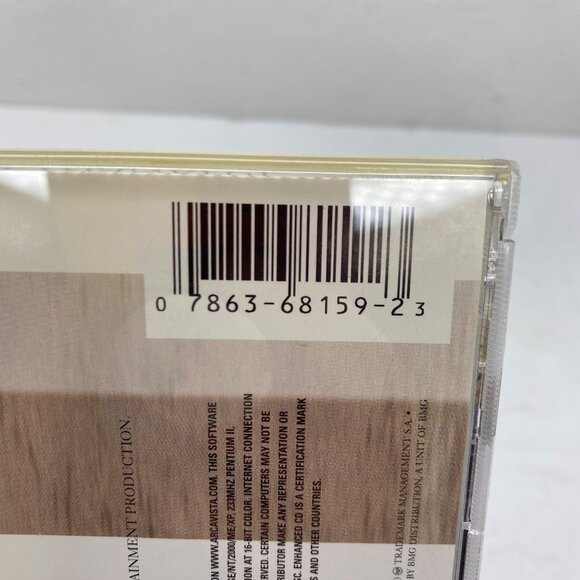 0 7863-68159-2 3
AINMENT PRODUCTION.
ON WWW.ARCAVISTA.COM. THIS SOFTWARE
SE/NT/2000/ME/XP. 233MHZ PENTIUM II,
ION AT 16-BIT COLOR. INTERNET CONNECTION
RVED. CERTAIN COMPUTERS MAY NOT BE
RIBUTOR MAKE ANY REPRESENTATION OR
SC. ENHANCED CD IS A CERTIFICATION MARK
S AND OTHER COUNTRIES.
® TRADEMARK MANAGEMENT S.A. •
BY BMG DISTRIBUTION, A UNIT OF BMG